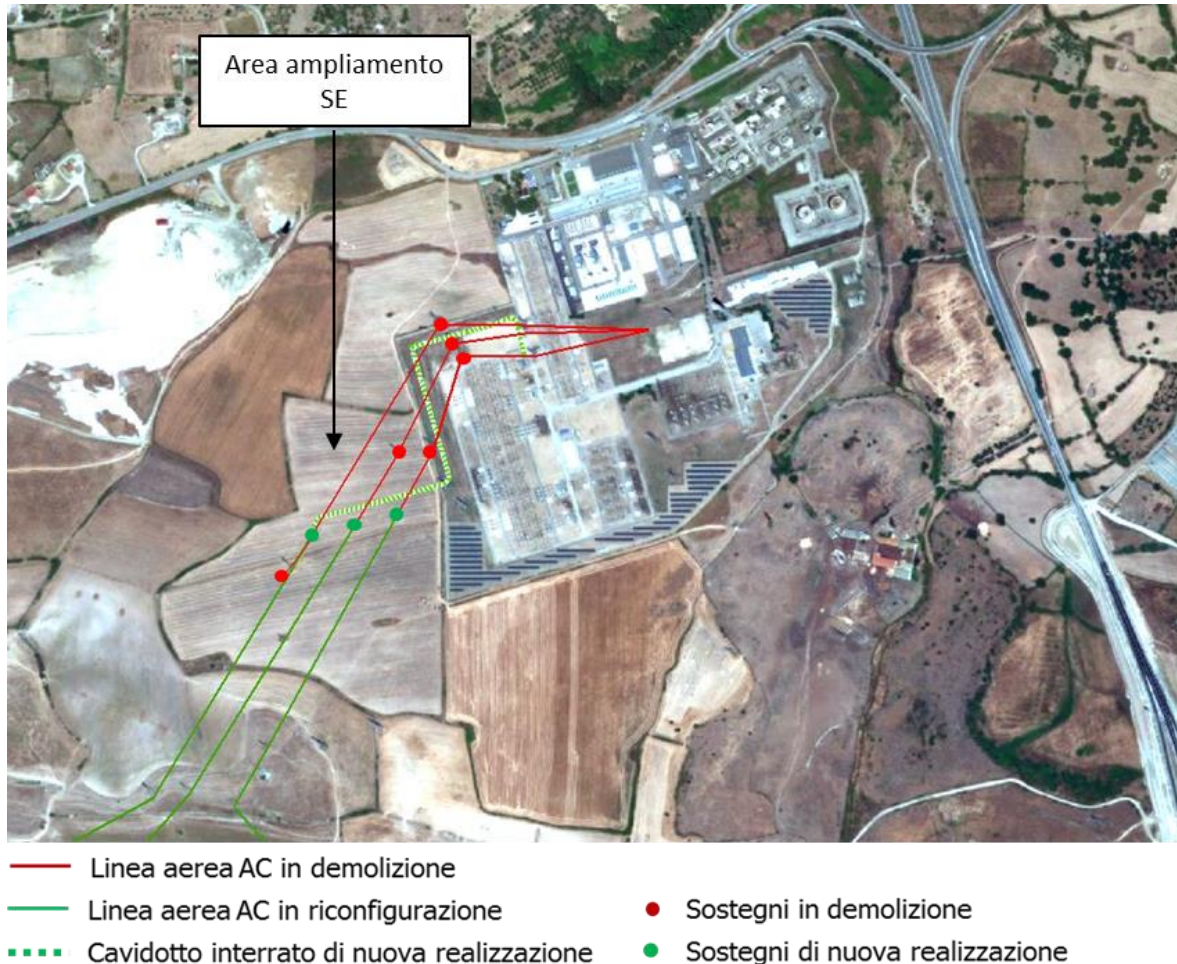 Area ampliamento
SE
Linea aerea AC in demolizione
Linea aerea AC in riconfigurazione
Sostegni in demolizione
Cavidotto interrato di nuova realizzazione
Sostegni di nuova realizzazione